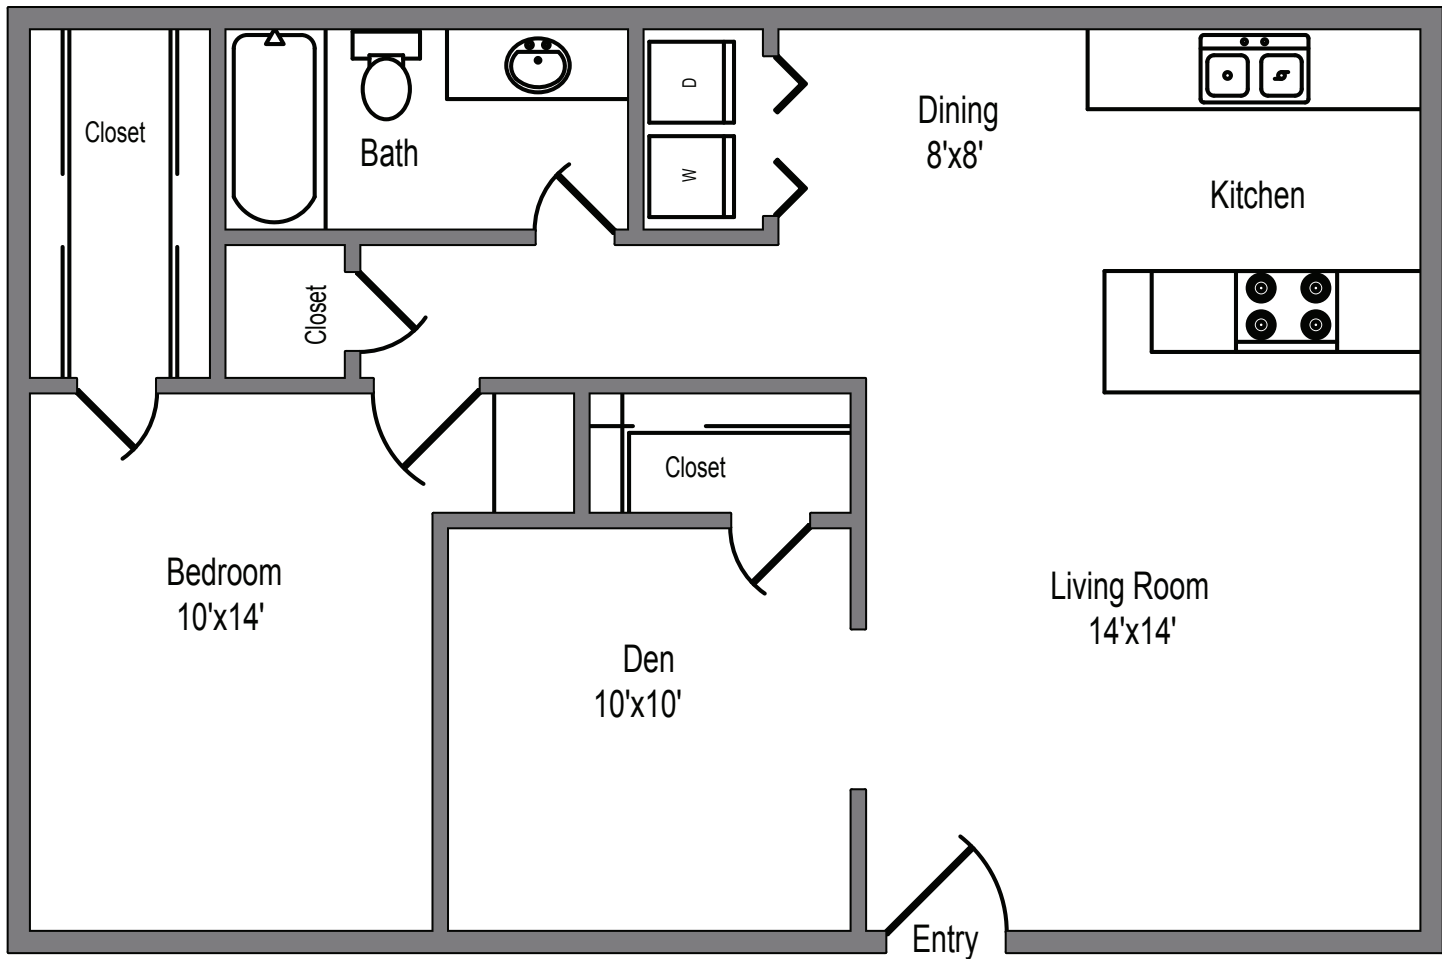 Closet
Bath
D
W
Dining
8'x8'
Kitchen
Closet
Closet
Bedroom
10'x14'
Den
10'x10'
Living Room
14'x14'
Entry